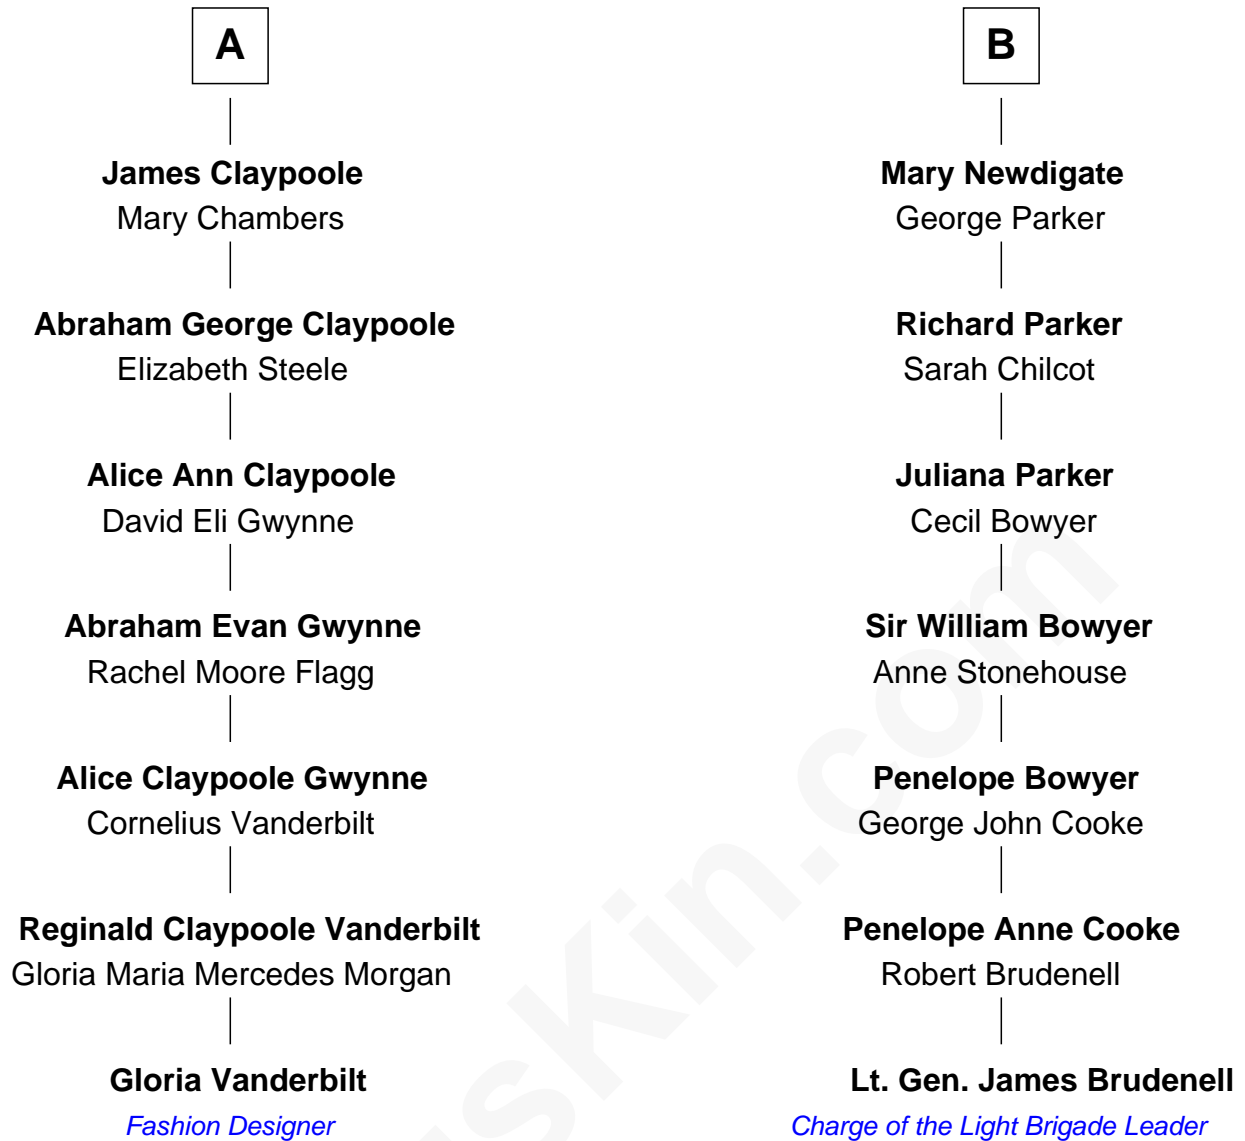 A
James Claypoole
Mary Chambers
Abraham George Claypoole
Elizabeth Steele
Alice Ann Claypoole
David Eli Gwynne
Abraham Evan Gwynne
Rachel Moore Flagg
Alice Claypoole Gwynne
Cornelius Vanderbilt
Reginald Claypoole Vanderbilt
Gloria Maria Mercedes Morgan
Gloria Vanderbilt
Fashion Designer
B
Mary Newdigate
George Parker
Richard Parker
Sarah Chilcot
Juliana Parker
Cecil Bowyer
Sir William Bowyer
Anne Stonehouse
Penelope Bowyer
George John Cooke
Penelope Anne Cooke
Robert Brudenell
Lt. Gen. James Brudenell
Charge of the Light Brigade Leader
sKin.com